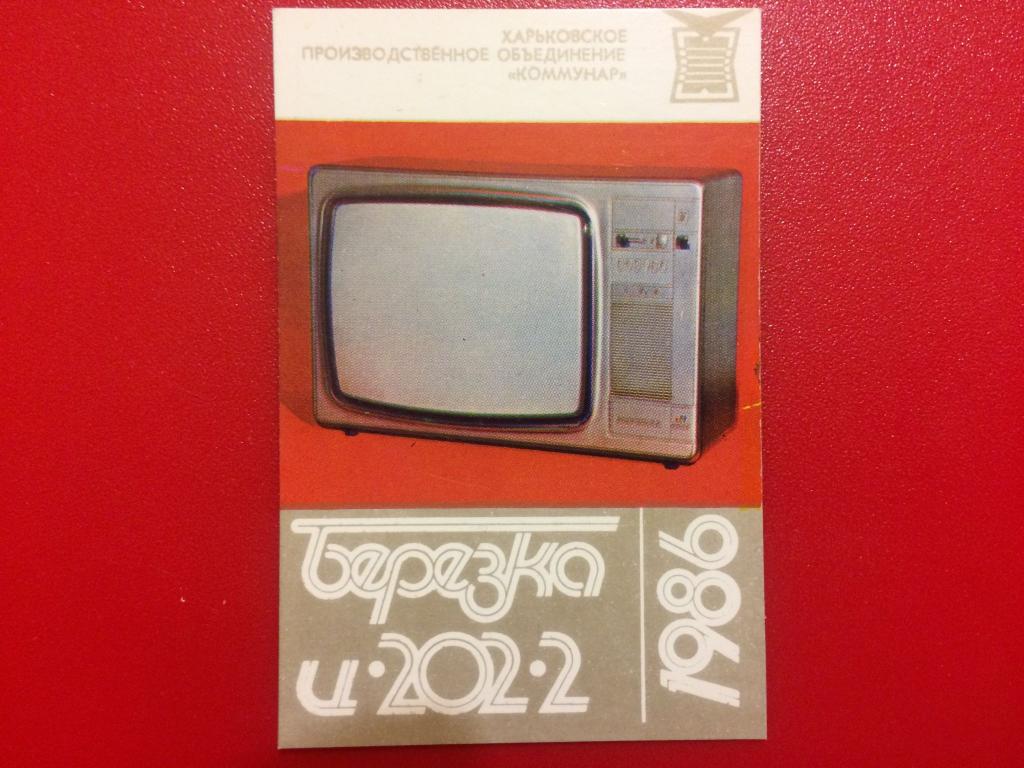 ХАРЬКОВСКОЕ
ПРОИЗВОДСТВЕННОЕ ОБЪЕДИНЕНИЕ
«КОММУНАР»
Березка
ц•202•2
1986